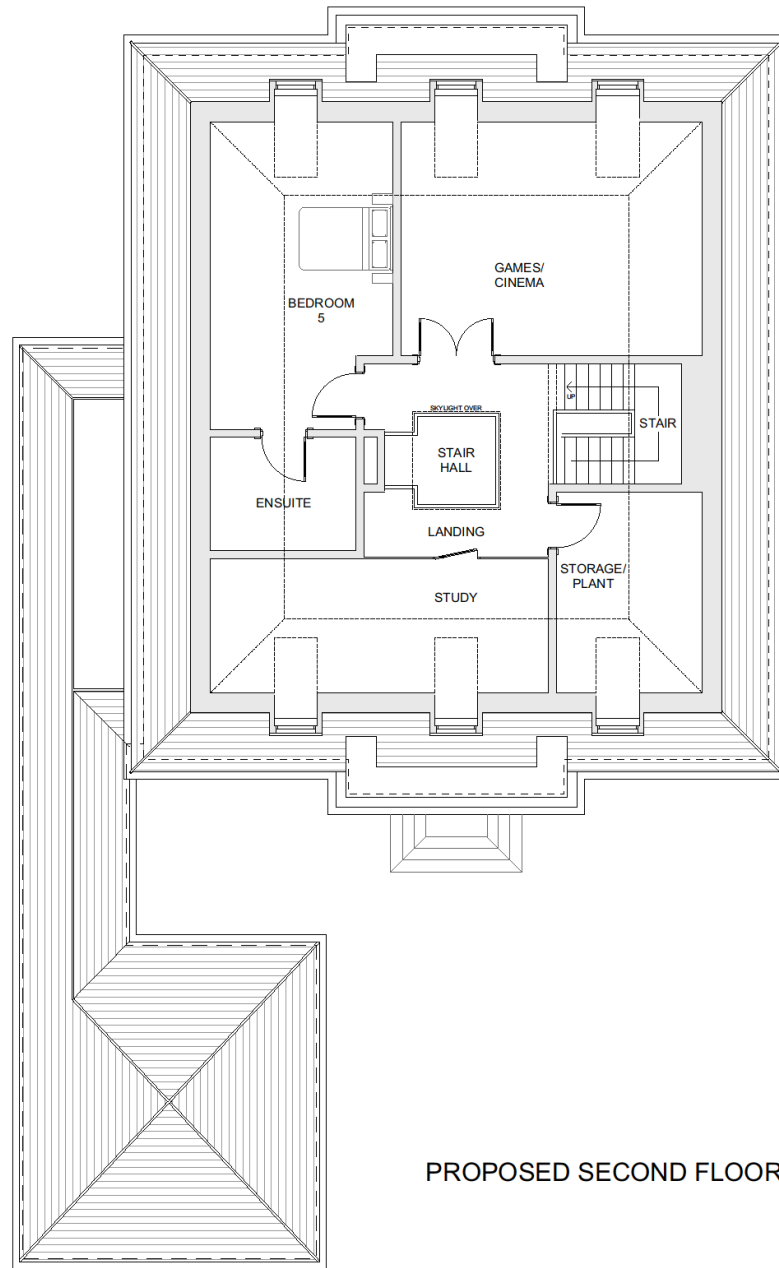 GAMES/
CINEMA
BEDROOM
5
UP
SKYLIGHT OVER
STAIR
STAIR
HALL
ENSUITE
LANDING
STORAGE/
PLANT
STUDY
PROPOSED SECOND FLOOR